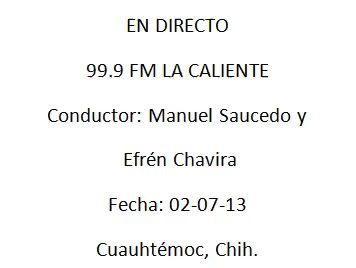 EN DIRECTO
99.9 FM LA CALIENTE
Conductor: Manuel Saucedo y
Efrén Chavira
Fecha: 02-07-13
Cuauhtémoc, Chih.